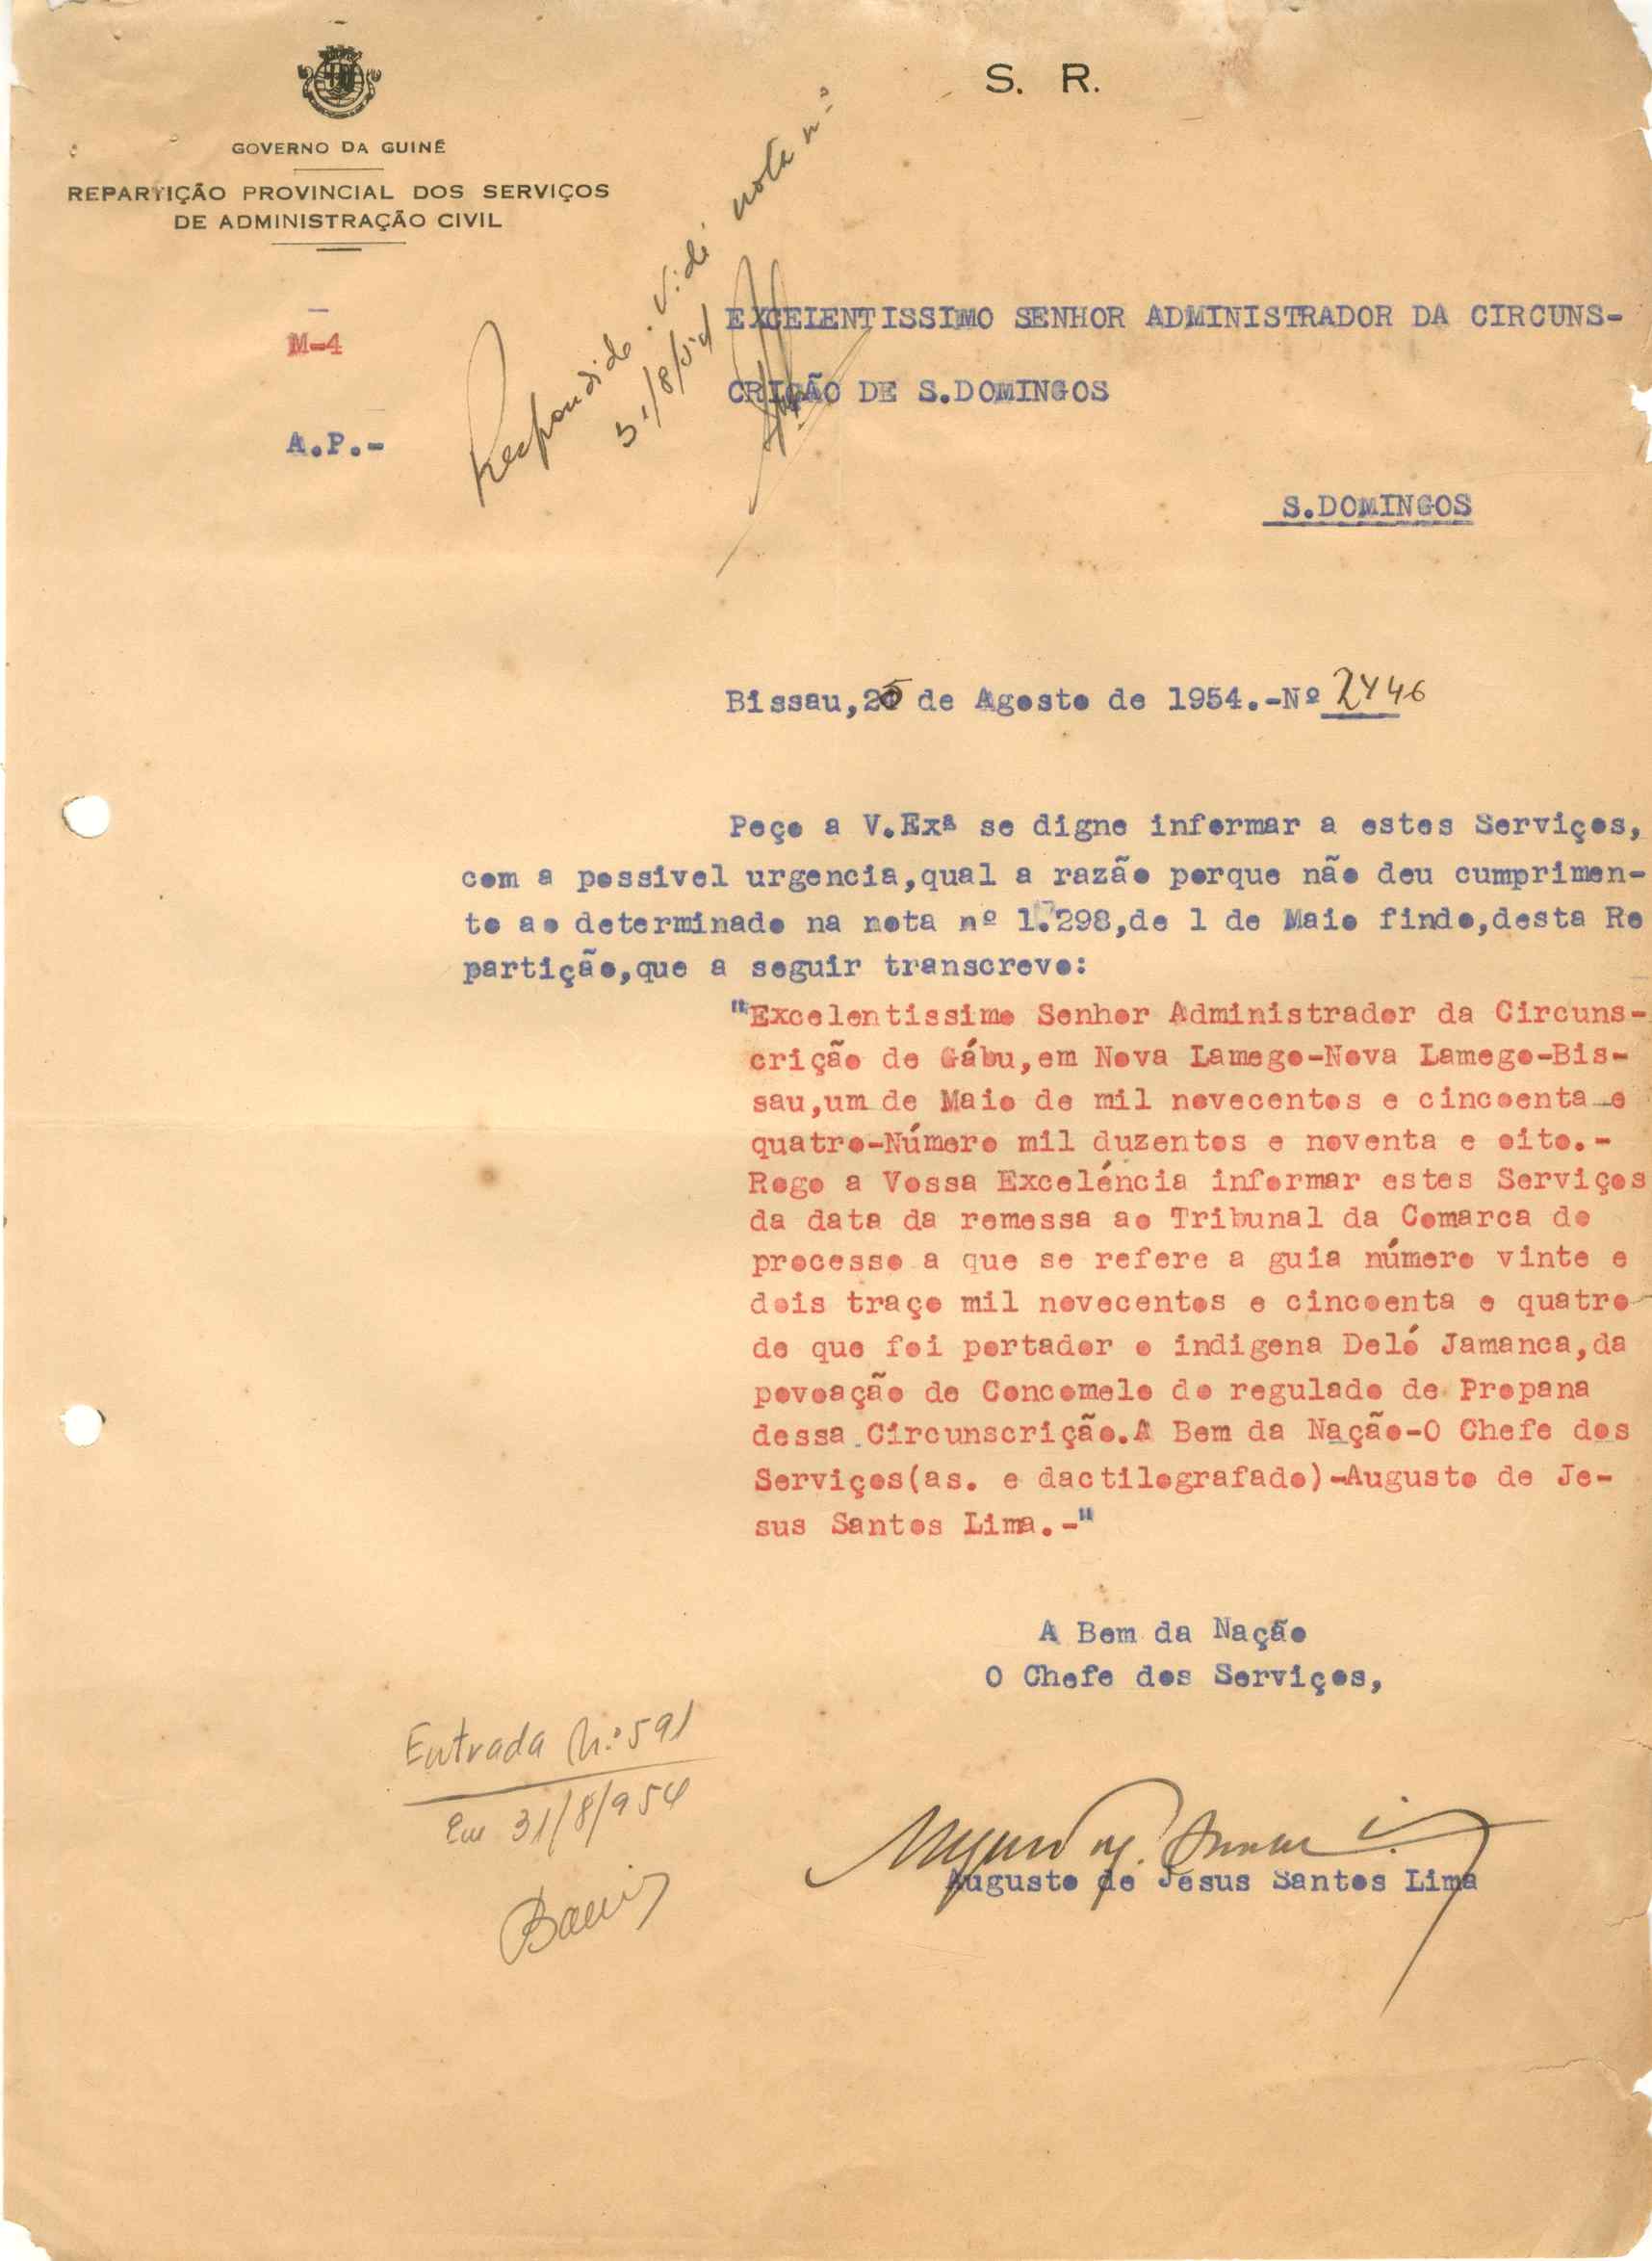 S. R.
GOVERNO DA GUINÉ
REPARTIÇÃO PROVINCIAL DOS SERVIÇOS
DE ADMINISTRAÇÃO CIVIL
Respondido. Vide nota n.º
31/8/54
M-4
A.P.-
EXCELENTISSIMO SENHOR ADMINISTRADOR DA CIRCUNS-
CRIÇÃO DE S.DOMINGOS
S.DOMINGOS
Bissau,25 de Agosto de 1954.-Nº 2446
Peço a V.Exª se digne informar a estes Serviços,
com a possivel urgencia,qual a razão porque não deu cumprimen-
to ao determinado na nota nº 1.298,de 1 de Maio findo,desta Re
partição,que a seguir transcrevo:
"Excelentissimo Senhor Administrador da Circuns-
crição de Gábu,em Nova Lamego-Nova Lamego-Bis-
sau,um de Maio de mil novecentos e cincoenta e
quatro-Número mil duzentos e noventa e oito.-
Rogo a Vossa Exceléncia informar estes Serviços
da data da remessa ao Tribunal da Comarca do
processo a que se refere a guia número vinte e
dois traço mil novecentos e cincoenta e quatro
de que foi portador o indigena Deló Jamanca,da
povoação de Concomelo do regulado de Propana
dessa Circunscrição.A Bem da Nação-O Chefe dos
Serviços(as. e dactilografado)-Augusto de Je-
sus Santos Lima.-"
A Bem da Nação
O Chefe dos Serviços,
Augusto de Jesus Santos Lima
Entrada N.º 591
Em 31/8/954